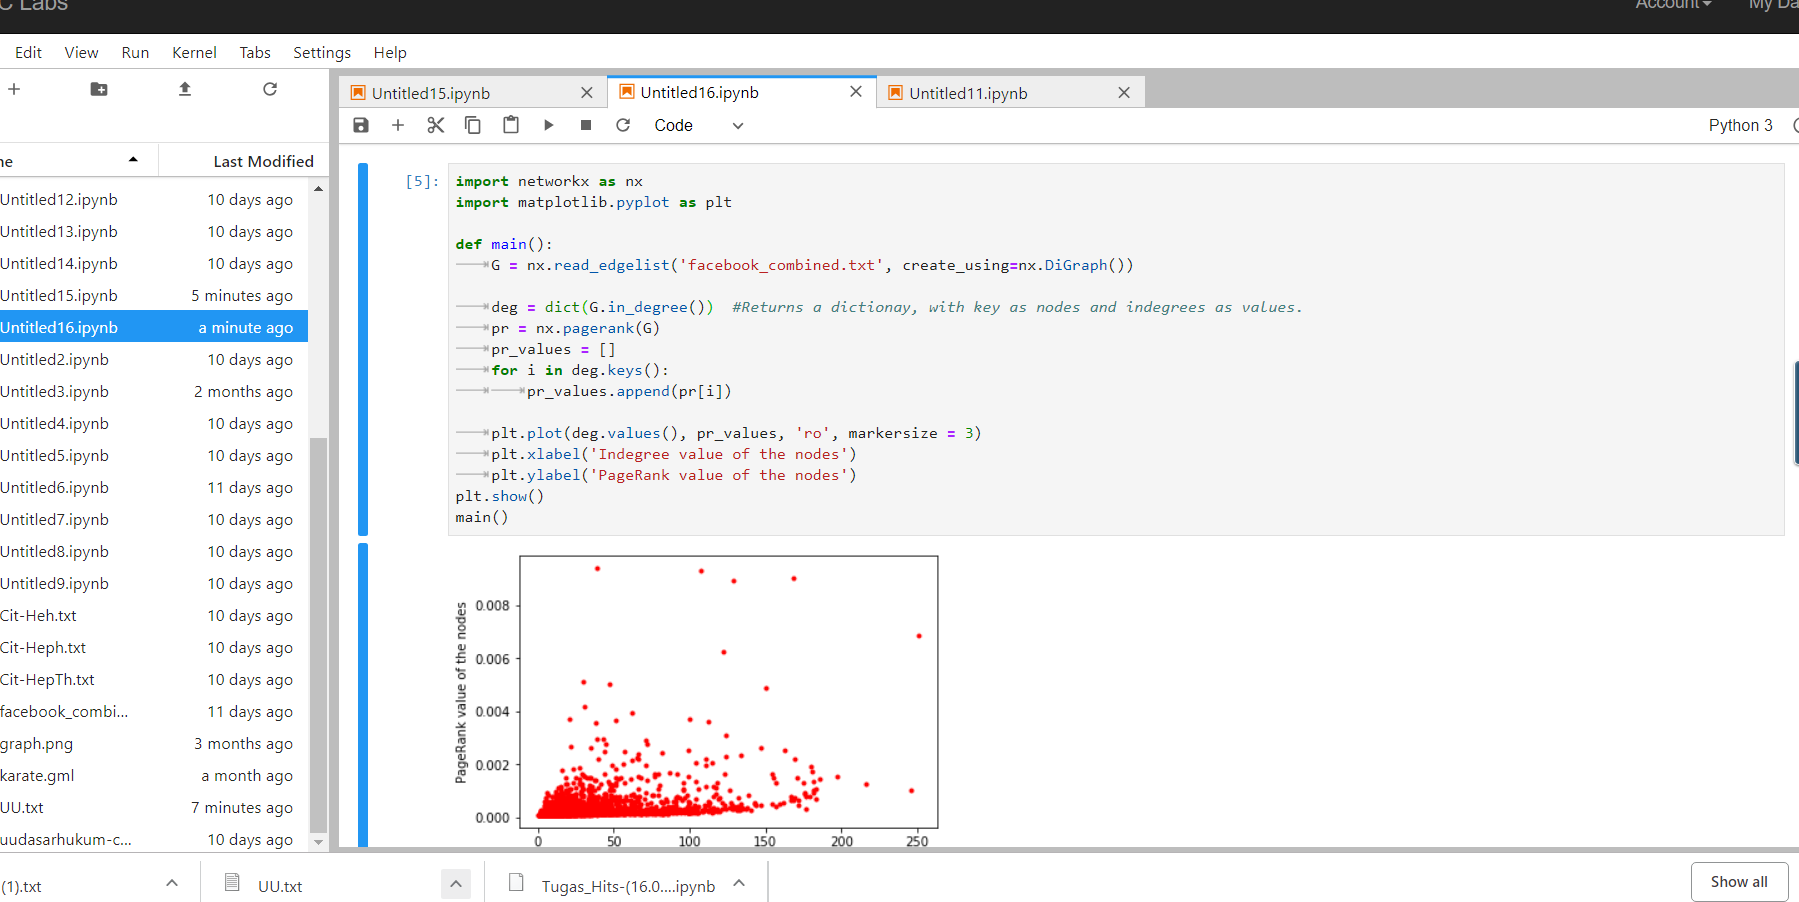 C Labs
Account
My Da
Edit View Run Kernel Tabs Settings Help
Untitled15.ipynb
Untitled16.ipynb
Untitled11.ipynb
Code
Python 3
ne
Last Modified
Untitled12.ipynb 10 days ago
Untitled13.ipynb 10 days ago
Untitled14.ipynb 10 days ago
Untitled15.ipynb 5 minutes ago
Untitled16.ipynb a minute ago
Untitled2.ipynb 10 days ago
Untitled3.ipynb 2 months ago
Untitled4.ipynb 10 days ago
Untitled5.ipynb 10 days ago
Untitled6.ipynb 11 days ago
Untitled7.ipynb 10 days ago
Untitled8.ipynb 10 days ago
Untitled9.ipynb 10 days ago
Cit-Heh.txt 10 days ago
Cit-Heph.txt 10 days ago
Cit-HepTh.txt 10 days ago
facebook_combi... 11 days ago
graph.png 3 months ago
karate.gml a month ago
UU.txt 7 minutes ago
uudasarhukum-c... 10 days ago
[5]:
import networkx as nx
import matplotlib.pyplot as plt
def main():
G = nx.read_edgelist('facebook_combined.txt', create_using=nx.DiGraph())
deg = dict(G.in_degree()) #Returns a dictionay, with key as nodes and indegrees as values.
pr = nx.pagerank(G)
pr_values = []
for i in deg.keys():
pr_values.append(pr[i])
plt.plot(deg.values(), pr_values, 'ro', markersize = 3)
plt.xlabel('Indegree value of the nodes')
plt.ylabel('PageRank value of the nodes')
plt.show()
main()
PageRank value of the nodes
0.008
0.006
0.004
0.002
0.000
0 50 100 150 200 250
(1).txt
UU.txt
Tugas_Hits-(16.0....ipynb
Show all